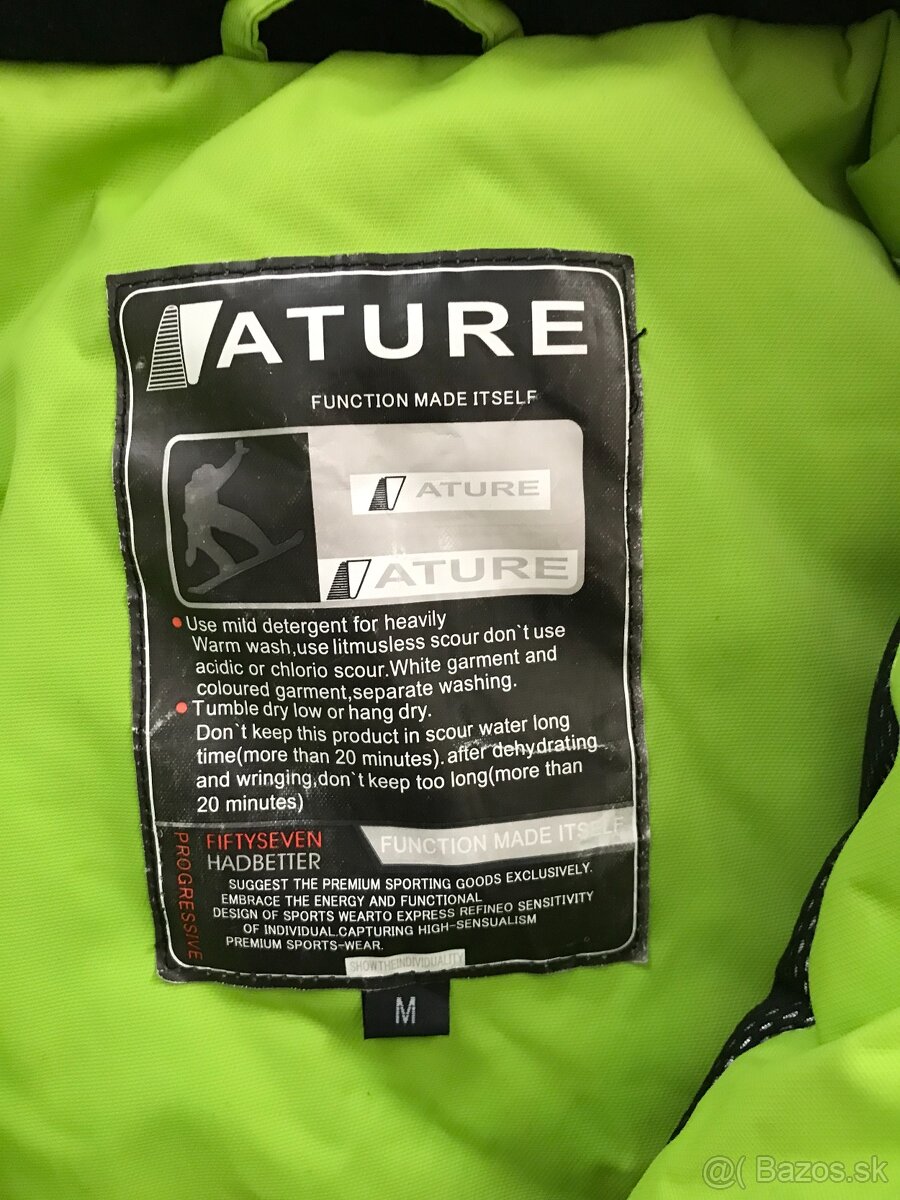 ATURE
FUNCTION MADE ITSELF
ATURE
ATURE
Use mild detergent for heavily
Warm wash,use litmusless scour don`t use
acidic or chlorio scour.White garment and
coloured garment,separate washing.
Tumble dry low or hang dry.
Don`t keep this product in scour water long
time(more than 20 minutes). after dehydrating
and wringing,don`t keep too long(more than
20 minutes)
PROGRESSIVE
FIFTYSEVEN
HADBETTER
FUNCTION MADE ITSELF
SUGGEST THE PREMIUM SPORTING GOODS EXCLUSIVELY.
EMBRACE THE ENERGY AND FUNCTIONAL
DESIGN OF SPORTS WEARTO EXPRESS REFINEO SENSITIVITY
OF INDIVIDUAL.CAPTURING HIGH-SENSUALISM
PREMIUM SPORTS-WEAR.
SHOWTHEINDIVIDUALITY
M
@( Bazos.sk